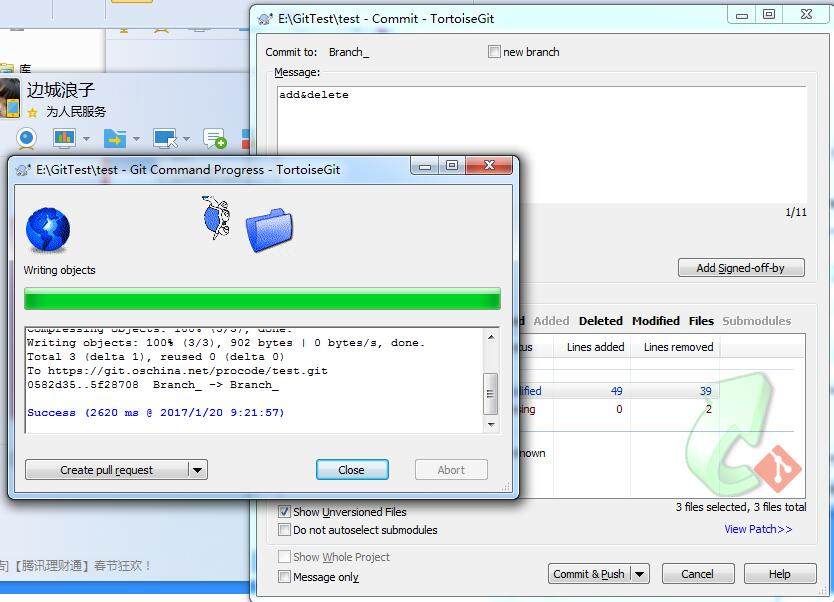 E:\GitTest\test - Commit - TortoiseGit
Commit to: Branch_
new branch
Message:
add&delete
1/11
Add Signed-off-by
Added Deleted Modified Files Submodules
Lines added Lines removed
49 39
0 2
3 files selected, 3 files total
View Patch>>
Show Unversioned Files
Do not autoselect submodules
Show Whole Project
Message only
Commit & Push
Cancel
Help
库
边城浪子
为人民服务
E:\GitTest\test - Git Command Progress - TortoiseGit
Writing objects
Compressing objects: 100% (3/3), done.
Writing objects: 100% (3/3), 902 bytes | 0 bytes/s, done.
Total 3 (delta 1), reused 0 (delta 0)
To https://git.oschina.net/procode/test.git
0582d35..5f28708 Branch_ -> Branch_
Success (2620 ms @ 2017/1/20 9:21:57)
Create pull request
Close
Abort
【腾讯理财通】春节狂欢！